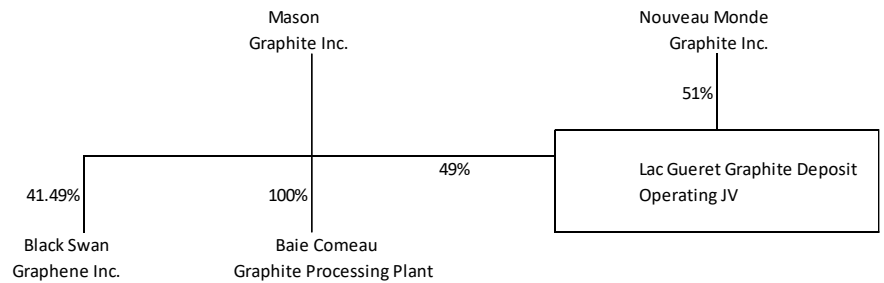 Mason
Graphite Inc.
Nouveau Monde
Graphite Inc.
51%
49%
Lac Gueret Graphite Deposit
Operating JV
41.49%
100%
Black Swan
Graphene Inc.
Baie Comeau
Graphite Processing Plant